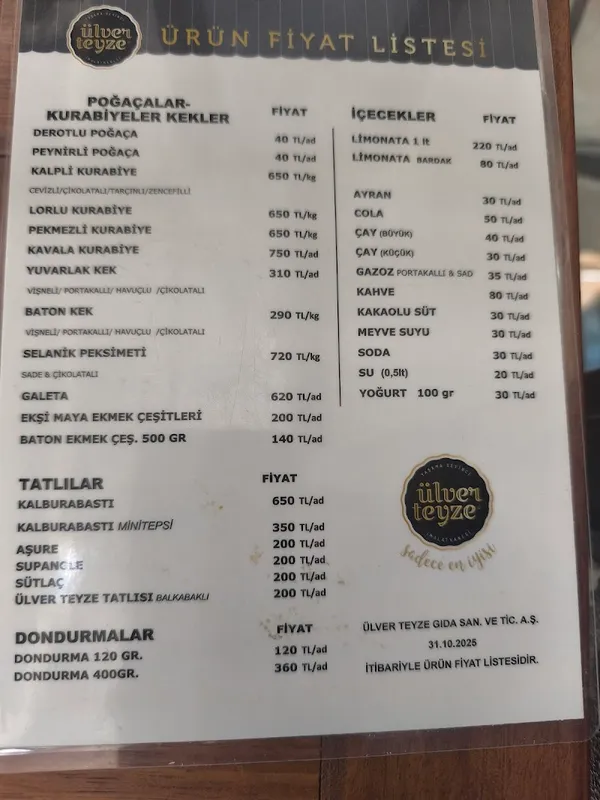 ülver
teyze
ÜRÜN FİYAT LİSTESİ
POĞAÇALAR-
KURABİYELER KEKLER FİYAT
DEROTLU POĞAÇA 40 TL/ad
PEYNİRLİ POĞAÇA 40 TL/ad
KALPLİ KURABİYE 650 TL/kg
CEVİZLİ/ÇİKOLATALI/TARÇINLI/ZENCEFİLLİ
LORLU KURABİYE 650 TL/kg
PEKMEZLİ KURABİYE 650 TL/kg
KAVALA KURABİYE 750 TL/ad
YUVARLAK KEK 310 TL/ad
VİŞNELİ/ PORTAKALLI/ HAVUÇLU /ÇİKOLATALI
BATON KEK 290 TL/kg
VİŞNELİ/ PORTAKALLI/ HAVUÇLU /ÇİKOLATALI
SELANİK PEKSİMETİ 720 TL/kg
SADE & ÇİKOLATALI
GALETA 620 TL/ad
EKŞİ MAYA EKMEK ÇEŞİTLERİ 200 TL/ad
BATON EKMEK ÇEŞ. 500 GR 140 TL/ad
TATLILAR FİYAT
KALBURABASTI 650 TL/ad
KALBURABASTI MİNİTEPSİ 350 TL/ad
AŞURE 200 TL/ad
SUPANGLE 200 TL/ad
SÜTLAÇ 200 TL/ad
ÜLVER TEYZE TATLISI BALKABAKLI 200 TL/ad
DONDURMALAR FİYAT
DONDURMA 120 GR. 120 TL/ad
DONDURMA 400GR. 360 TL/ad
İÇECEKLER FİYAT
LİMONATA 1 lt 220 TL/ad
LİMONATA BARDAK 80 TL/ad
AYRAN 30 TL/ad
COLA 50 TL/ad
ÇAY (BÜYÜK) 40 TL/ad
ÇAY (KÜÇÜK) 30 TL/ad
GAZOZ PORTAKALLI & SAD 35 TL/ad
KAHVE 80 TL/ad
KAKAOLU SÜT 30 TL/ad
MEYVE SUYU 30 TL/ad
SODA 30 TL/ad
SU (0,5lt) 20 TL/ad
YOĞURT 100 gr 30 TL/ad
ülver
teyze
sadece en iyisi
ÜLVER TEYZE GIDA SAN. VE TİC. A.Ş.
31.10.2025
İTİBARİYLE ÜRÜN FİYAT LİSTESİDİR.